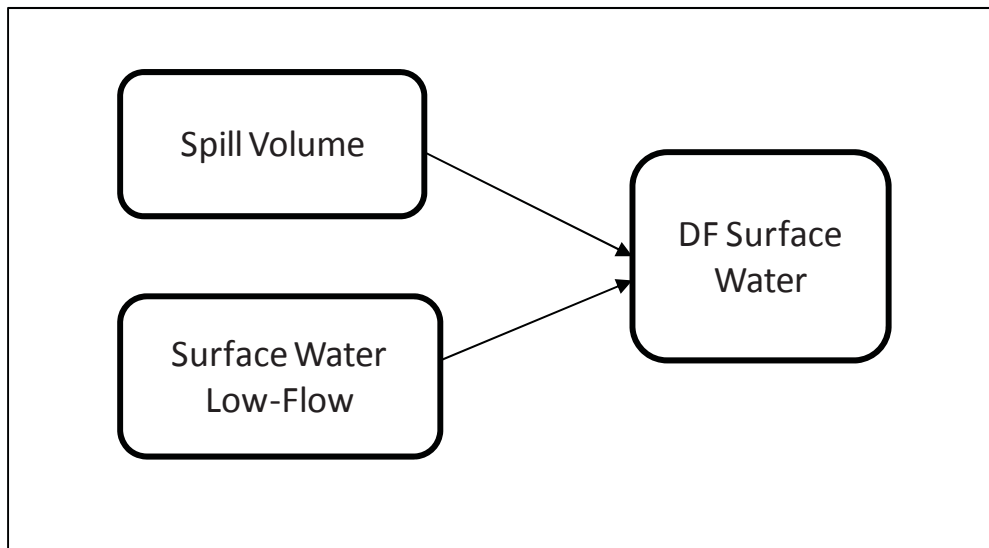 Spill Volume
Surface Water
Low-Flow
DF Surface
Water